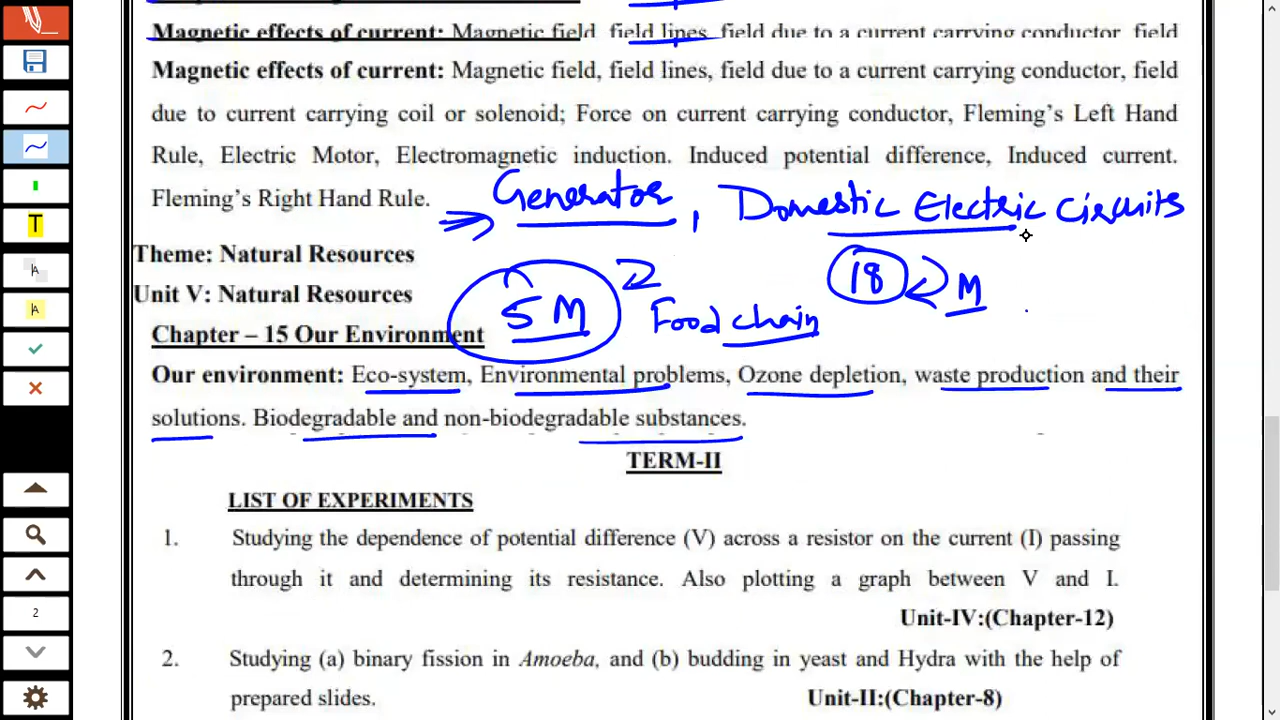 Magnetic effects of current: Magnetic field, field lines, field due to a current carrying conductor, field
Magnetic effects of current: Magnetic field, field lines, field due to a current carrying conductor, field
due to current carrying coil or solenoid; Force on current carrying conductor, Fleming’s Left Hand
Rule, Electric Motor, Electromagnetic induction. Induced potential difference, Induced current.
Fleming’s Right Hand Rule. Generator, Domestic Electric Circuits
Theme: Natural Resources
18 M
Unit V: Natural Resources
5 M Food chain
Chapter – 15 Our Environment
Our environment: Eco-system, Environmental problems, Ozone depletion, waste production and their
solutions. Biodegradable and non-biodegradable substances.
TERM-II
LIST OF EXPERIMENTS
1. Studying the dependence of potential difference (V) across a resistor on the current (I) passing
through it and determining its resistance. Also plotting a graph between V and I.
Unit-IV:(Chapter-12)
2. Studying (a) binary fission in Amoeba, and (b) budding in yeast and Hydra with the help of
prepared slides. Unit-II:(Chapter-8)
T
A
A
2